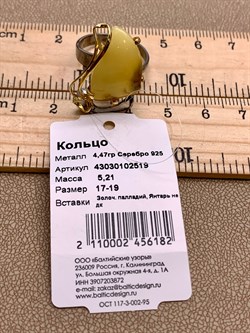 Кольцо
Металл 4,47гр Серебро 925
Артикул 43030102519
Масса 5,21
Размер 17-19
Вставки Золоч, палладий, Янтарь не
дк
2 110002 456182
ООО «Балтийские узоры»
236009 Россия, г. Калининград
ул. Большая окружная 4-я, д. 1А
ИНН 3907203872
e-mail: zakaz@balticdesign.ru
www.balticdesign.ru
ОСТ 117-3-002-95